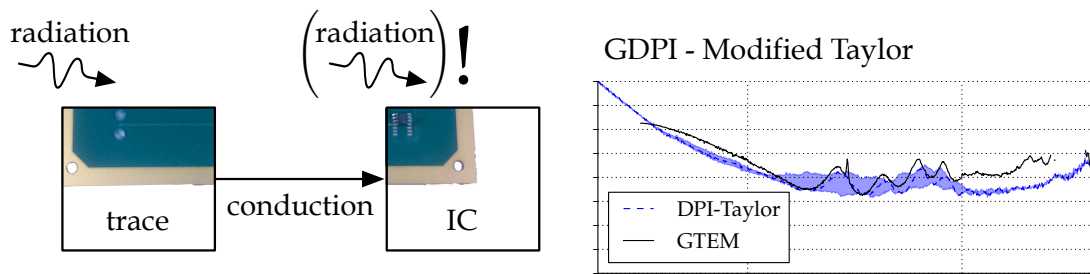 radiation
(radiation)!
trace
conduction
IC
GDPI - Modified Taylor
DPI-Taylor
GTEM